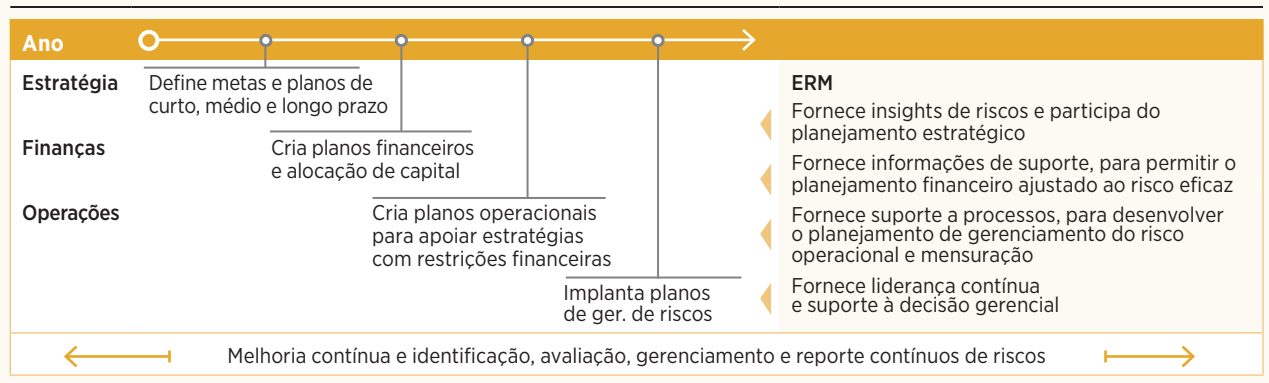 Ano
Estratégia
Define metas e planos de
curto, médio e longo prazo
Finanças
Cria planos financeiros
e alocação de capital
Operações
Cria planos operacionais
para apoiar estratégias
com restrições financeiras
Implanta planos
de ger. de riscos
ERM
Fornece insights de riscos e participa do
planejamento estratégico
Fornece informações de suporte, para permitir o
planejamento financeiro ajustado ao risco eficaz
Fornece suporte a processos, para desenvolver
o planejamento de gerenciamento do risco
operacional e mensuração
Fornece liderança contínua
e suporte à decisão gerencial
Melhoria contínua e identificação, avaliação, gerenciamento e reporte contínuos de riscos